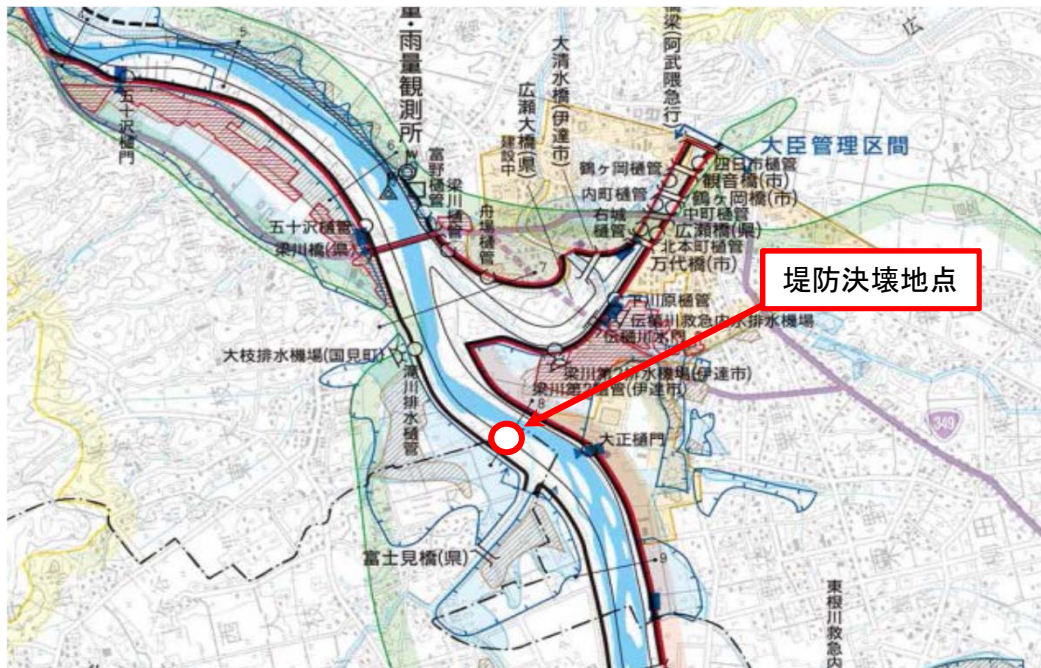 量・雨量観測所
大清水橋(伊達市)
広瀬大橋(県)
建設中
橋梁(阿武隈急行)
広
5
五十沢樋門
6
富野樋管
梁川樋管
舟場樋管
大臣管理区間
四日市樋管
鶴ヶ岡樋管
観音橋(市)
内町樋管
鶴ヶ岡橋(市)
中町樋管
右城
樋管
広瀬橋(県)
北本町樋管
万代橋(市)
五十沢樋管
梁川橋(県)
7
堤防決壊地点
下川原樋管
伝樋川救急内水排水機場
伝樋川水門
大枝排水機場(国見町)
滝川排水樋管
梁川第2排水機場(伊達市)
梁川第2樋管(伊達市)
8
大正樋門
349
富士見橋(県)
9
東根川救急内